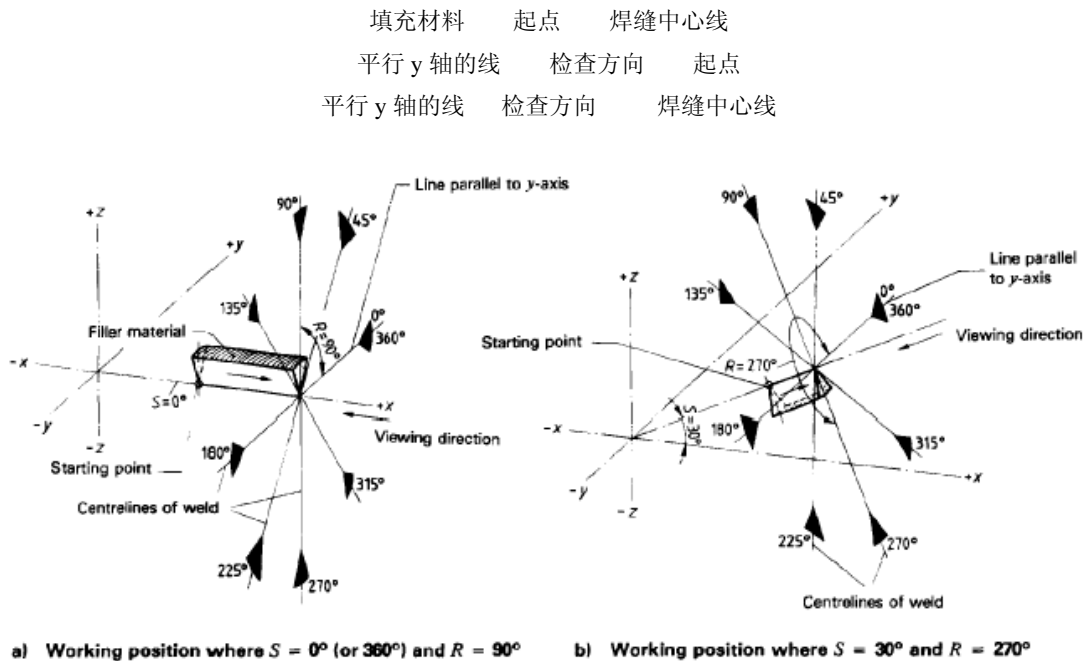 填充材料 起点 焊缝中心线
平行 y 轴的线 检查方向 起点
平行 y 轴的线 检查方向 焊缝中心线
Line parallel to y-axis
90°
45°
+z
+y
135°
0°
360°
Filler material
R=90°
-x
S=0°
+x
-y
-z
Viewing direction
180°
Starting point
315°
Centrelines of weld
225°
270°
90°
45°
+y
+z
Line parallel
to y-axis
135°
0°
360°
Starting point
Viewing direction
R=270°
S=30°
180°
315°
+x
-y
-z
225°
270°
Centrelines of weld
a) Working position where S = 0° (or 360°) and R = 90°
b) Working position where S = 30° and R = 270°